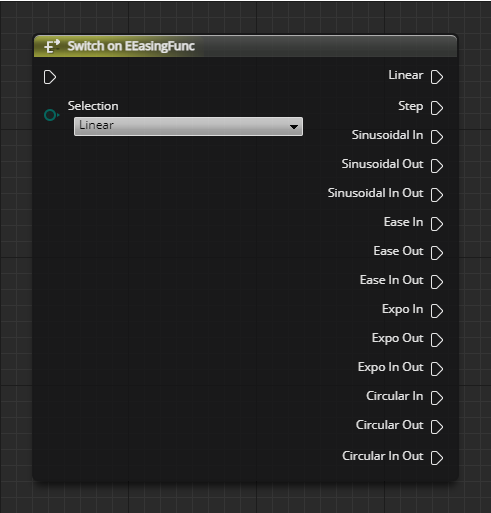 Switch on EEasingFunc
Linear
Selection
Linear
Step
Sinusoidal In
Sinusoidal Out
Sinusoidal In Out
Ease In
Ease Out
Ease In Out
Expo In
Expo Out
Expo In Out
Circular In
Circular Out
Circular In Out